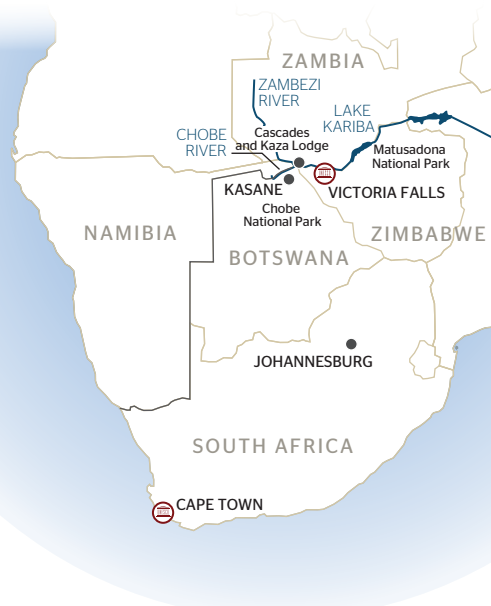 ZAMBIA
ZAMBEZI
RIVER
LAKE
KARIBA
CHOBE
RIVER
Cascades
and Kaza Lodge
Matusadona
National Park
KASANE
VICTORIA FALLS
Chobe
National Park
NAMIBIA
ZIMBABWE
BOTSWANA
JOHANNESBURG
SOUTH AFRICA
CAPE TOWN